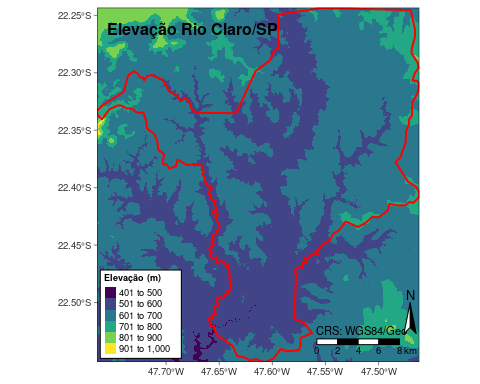 Elevação Rio Claro/SP
22.25°S
22.30°S
22.35°S
22.40°S
22.45°S
22.50°S
Elevação (m)
401 to 500
501 to 600
601 to 700
701 to 800
801 to 900
901 to 1,000
N
CRS: WGS84/Geo
0 2 4 6 8 km
47.70°W 47.65°W 47.60°W 47.55°W 47.50°W